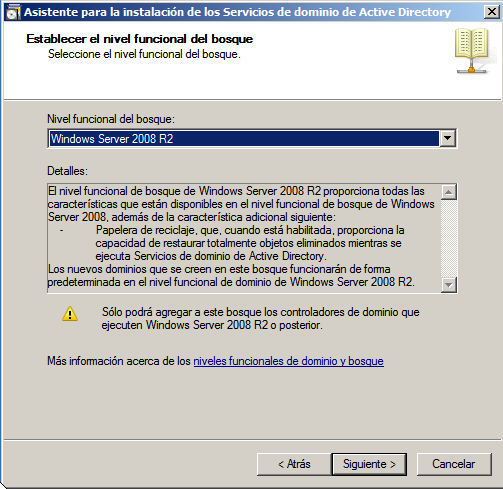 Asistente para la instalación de los Servicios de dominio de Active Directory
Establecer el nivel funcional del bosque
Seleccione el nivel funcional del bosque.
Nivel funcional del bosque:
Windows Server 2008 R2
Detalles:
El nivel funcional de bosque de Windows Server 2008 R2 proporciona todas las
características que están disponibles en el nivel funcional de bosque de Windows
Server 2008, además de la característica adicional siguiente:
- Papelera de reciclaje, que, cuando está habilitada, proporciona la
capacidad de restaurar totalmente objetos eliminados mientras se
ejecuta Servicios de dominio de Active Directory.
Los nuevos dominios que se creen en este bosque funcionarán de forma
predeterminada en el nivel funcional de dominio de Windows Server 2008 R2.
Sólo podrá agregar a este bosque los controladores de dominio que
ejecuten Windows Server 2008 R2 o posterior.
Más información acerca de los niveles funcionales de dominio y bosque
< Atrás
Siguiente >
Cancelar